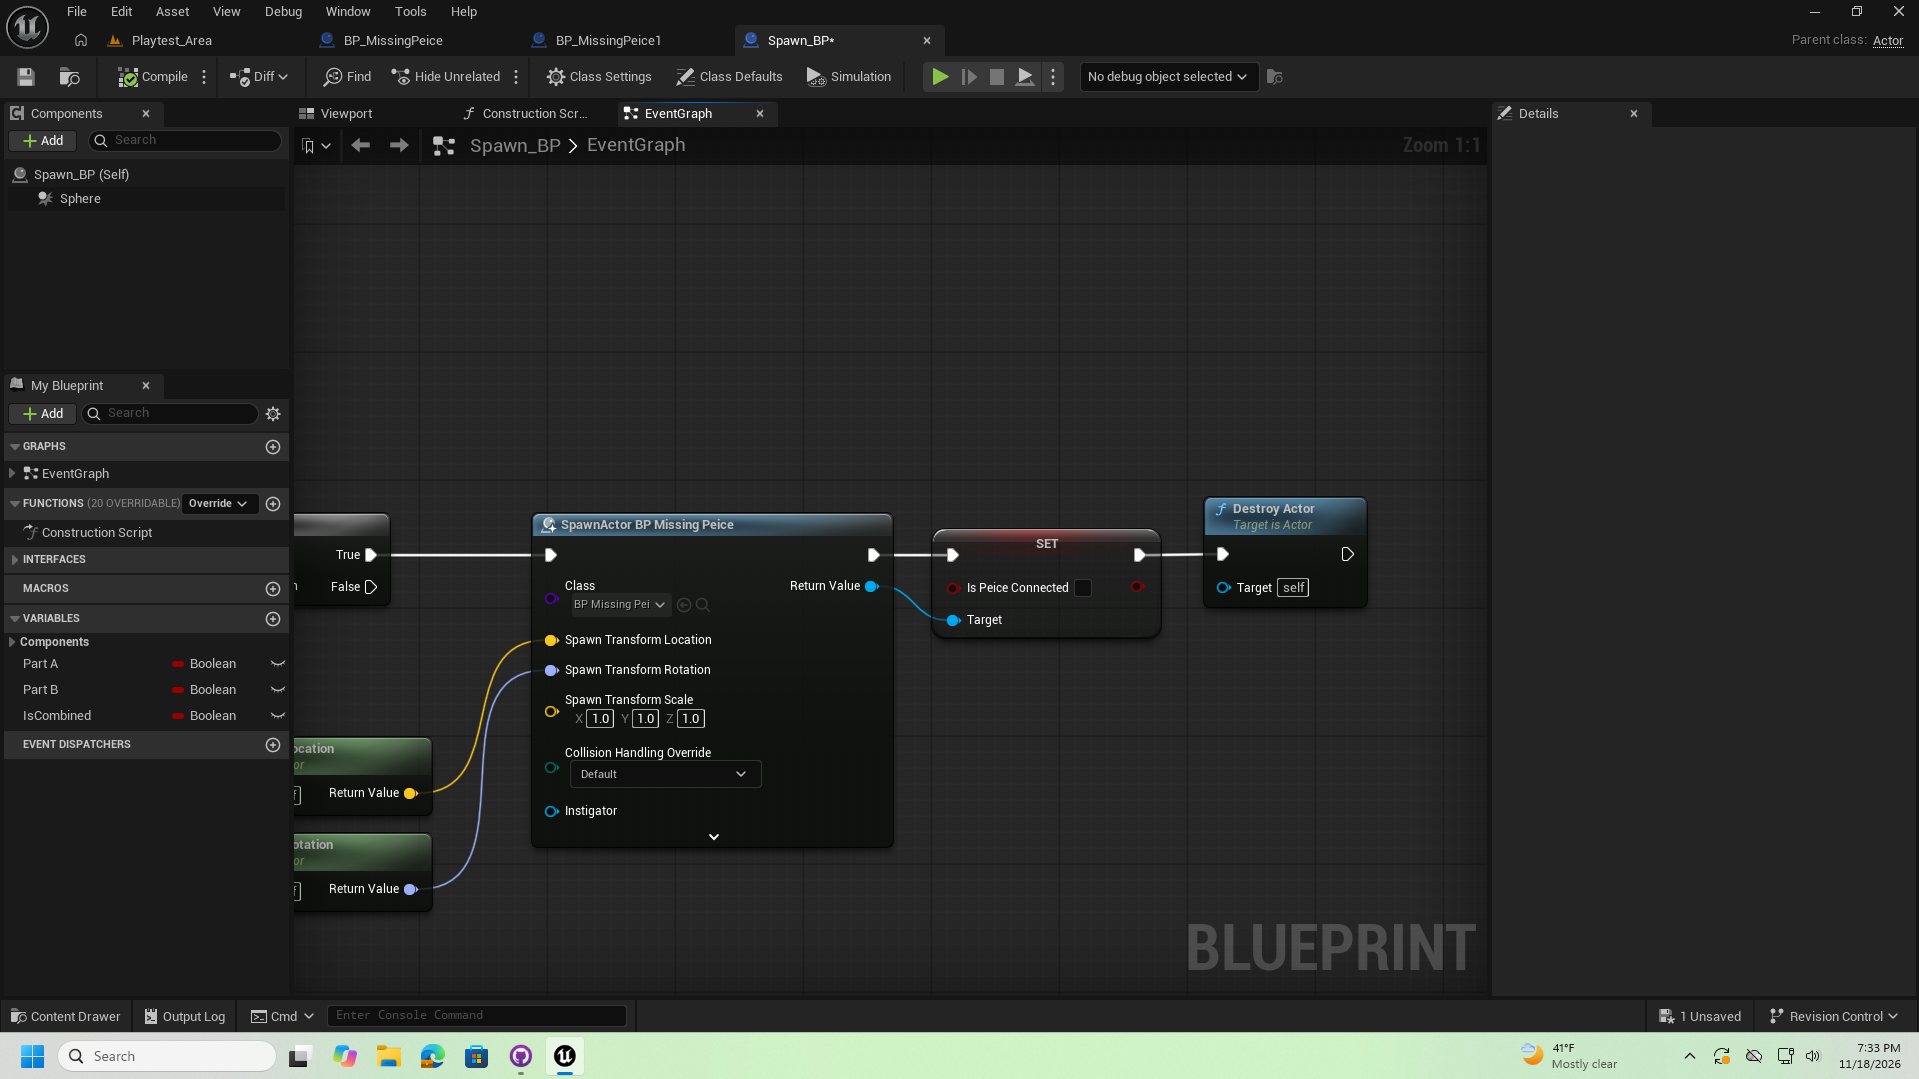 File Edit Asset View Debug Window Tools Help
Playtest_Area BP_MissingPeice BP_MissingPeice1 Spawn_BP* Parent class: Actor
Compile Diff Find Hide Unrelated Class Settings Class Defaults Simulation No debug object selected
Components Viewport Construction Scr... EventGraph Details
Add Search Spawn_BP > EventGraph Zoom 1:1
Spawn_BP (Self)
Sphere
My Blueprint
Add Search
GRAPHS
EventGraph
FUNCTIONS (20 OVERRIDABLE) Override
Construction Script
INTERFACES
MACROS
VARIABLES
Components
Part A Boolean
Part B Boolean
IsCombined Boolean
EVENT DISPATCHERS
True
False
n
ocation
or
f Return Value
otation
or
f Return Value
SpawnActor BP Missing Peice
Class
BP Missing Pei
Return Value
Spawn Transform Location
Spawn Transform Rotation
Spawn Transform Scale
X 1.0 Y 1.0 Z 1.0
Collision Handling Override
Default
Instigator
SET
Is Peice Connected
Target
Destroy Actor
Target is Actor
Target self
BLUEPRINT
Content Drawer Output Log Cmd Enter Console Command 1 Unsaved Revision Control
Search 41°F
Mostly clear
7:33 PM
11/18/2026